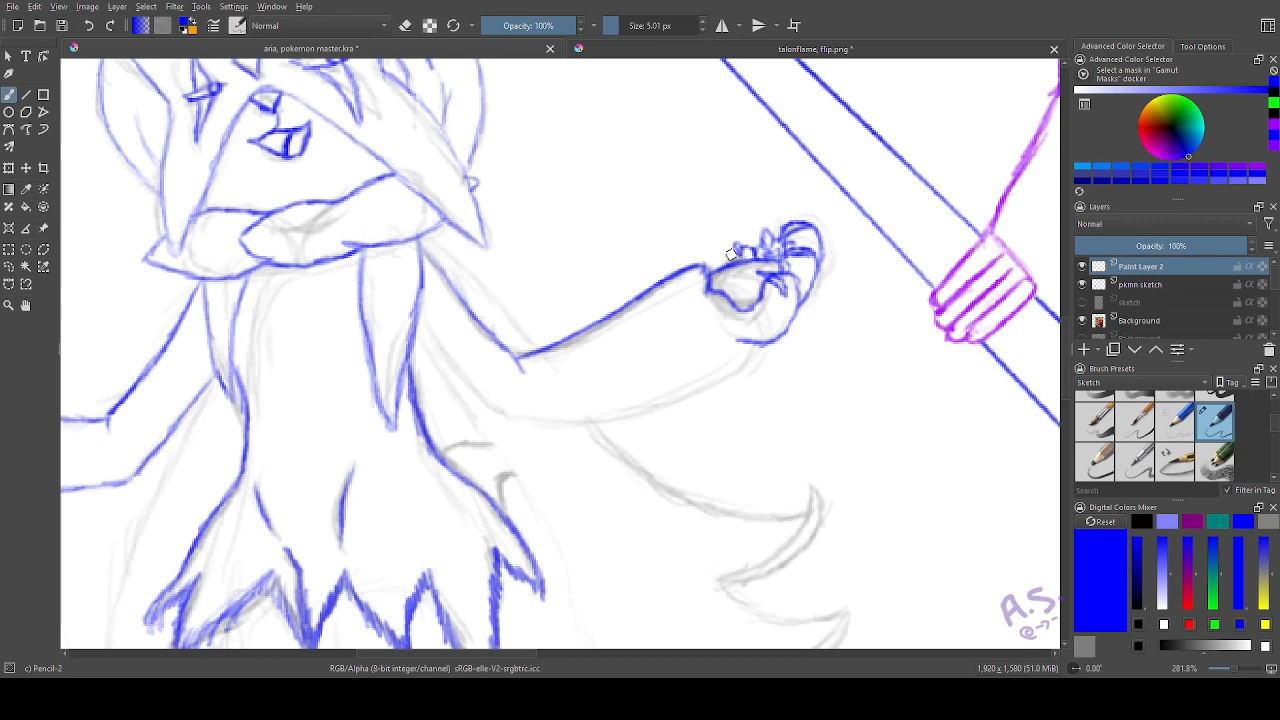 File Edit View Image Layer Select Filter Tools Settings Window Help
Normal Opacity: 100% Size: 5.01 px
aria, pokemon master.kra * talonflame, flip.png *
Advanced Color Selector Tool Options
Advanced Color Selector
Select a mask in "Gamut
Masks" docker
Layers
Normal
Opacity: 100%
Paint Layer 2
pkmn sketch
sketch
Background
Background
Brush Presets
Sketch Tag
Search Filter in Tag
Digital Colors Mixer
Reset
A.S.
c) Pencil-2 RGB/Alpha (8-bit integer/channel) sRGB-elle-V2-srgbtrc.icc 1,920 x 1,580 (51.0 MiB) 0.00° 281.8%